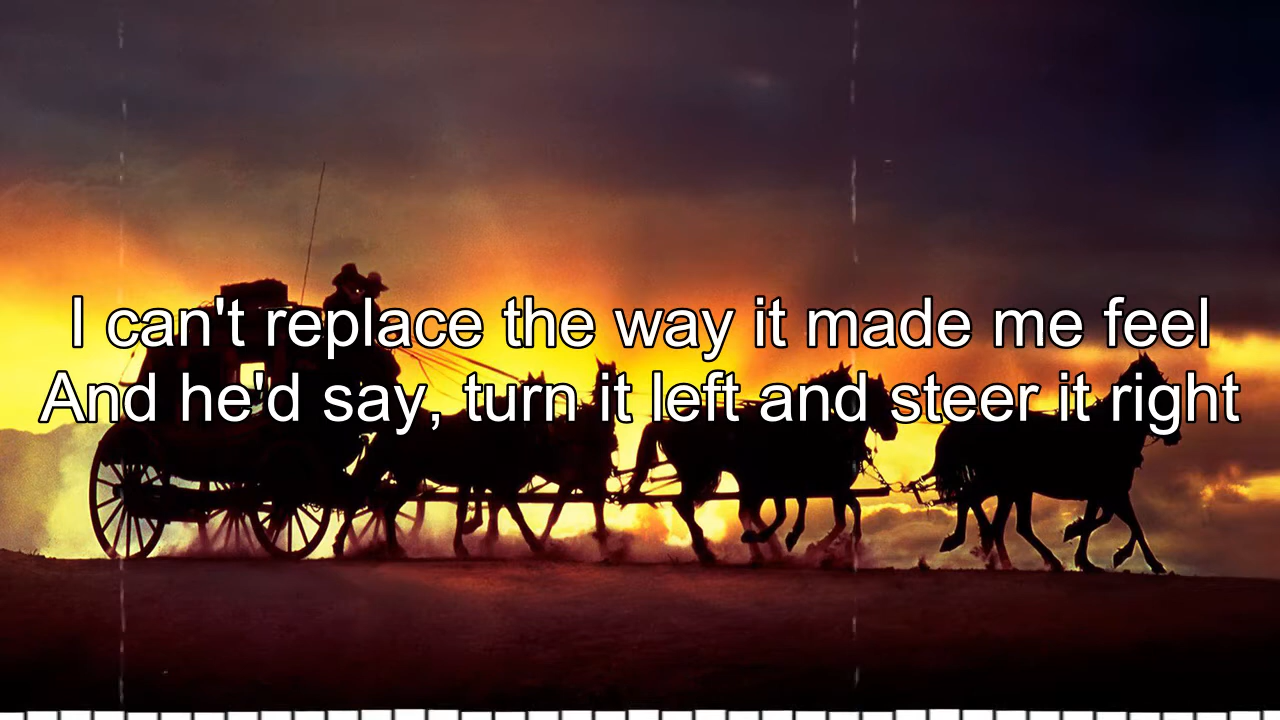 I can't replace the way it made me feel
And he'd say, turn it left and steer it right